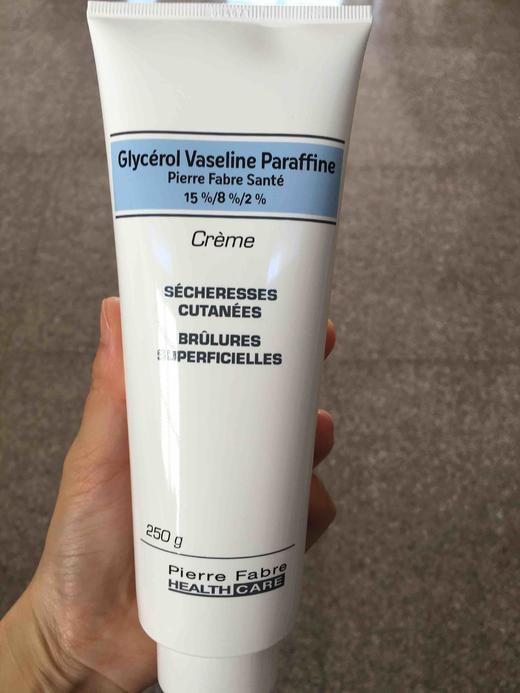 Glycérol Vaseline Paraffine
Pierre Fabre Santé
15 %/8 %/2 %
Crème
SÉCHERESSES
CUTANÉES
BRÛLURES
SUPERFICIELLES
250 g
Pierre Fabre
HEALTH CARE